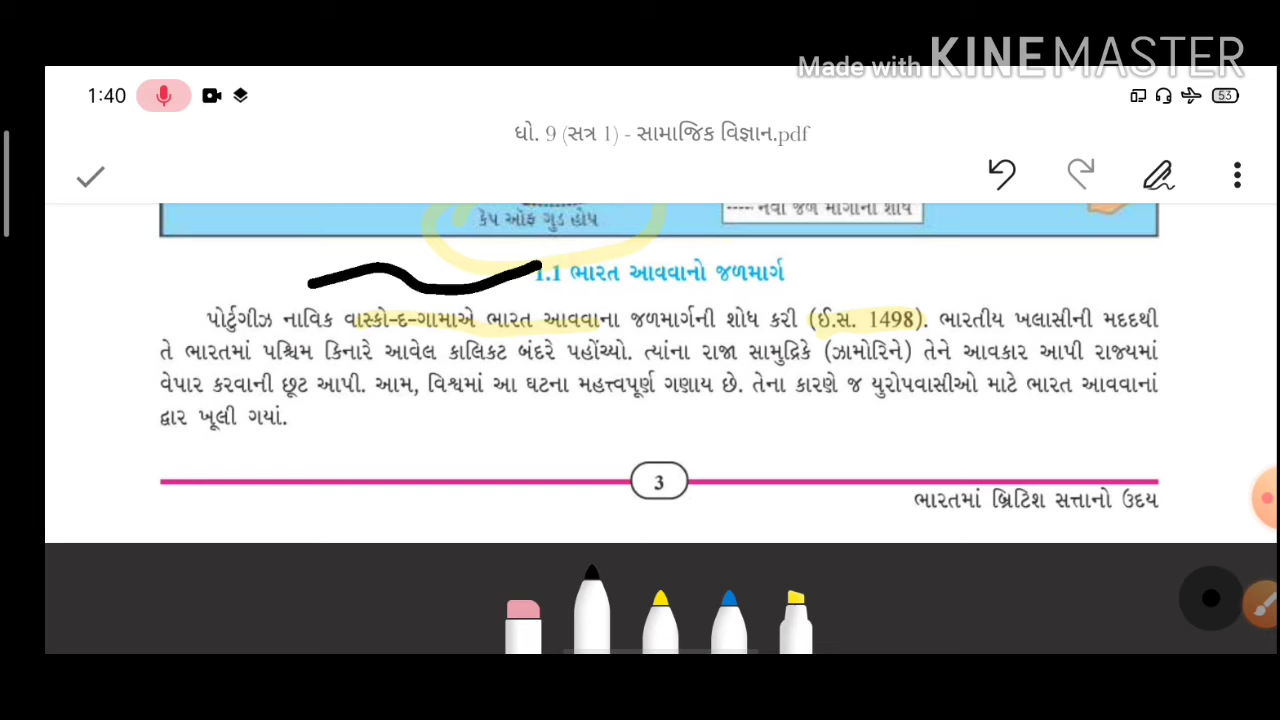 Made with KINEMASTER
1:40
53
ધો. 9 (સત્ર 1) - સામાજિક વિજ્ઞાન.pdf
કેપ ઑફ ગુડ હોપ
---- નવા જળ માર્ગોની શોધ
1.1 ભારત આવવાનો જળમાર્ગ
પોર્ટુગીઝ નાવિક વાસ્કો-દ-ગામાએ ભારત આવવાના જળમાર્ગની શોધ કરી (ઈ.સ. 1498). ભારતીય ખલાસીની મદદથી
તે ભારતમાં પશ્ચિમ કિનારે આવેલ કાલિકટ બંદરે પહોંચ્યો. ત્યાંના રાજા સામુદ્રિકે (ઝામોરિને) તેને આવકાર આપી રાજ્યમાં
વેપાર કરવાની છૂટ આપી. આમ, વિશ્વમાં આ ઘટના મહત્ત્વપૂર્ણ ગણાય છે. તેના કારણે જ યુરોપવાસીઓ માટે ભારત આવવાનાં
દ્વાર ખૂલી ગયાં.
3
ભારતમાં બ્રિટિશ સત્તાનો ઉદય